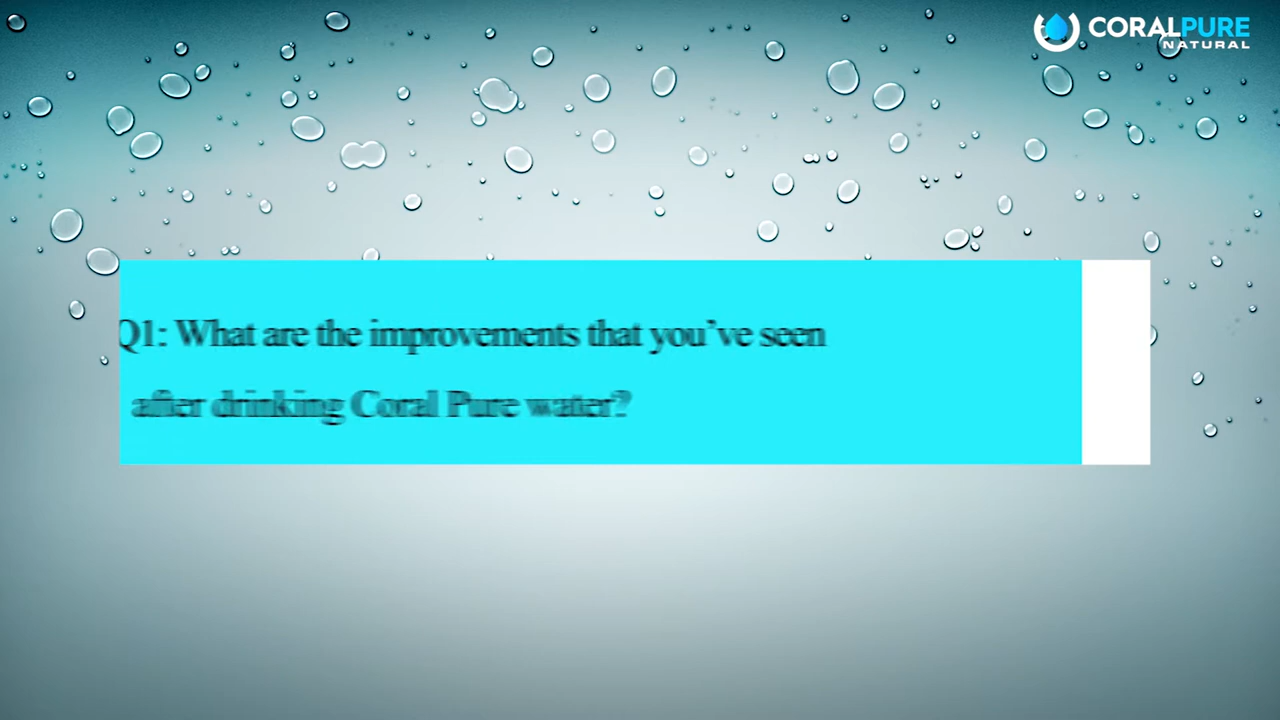 CORALPURE
NATURAL
Q1: What are the improvements that you’ve seen
after drinking Coral Pure water?